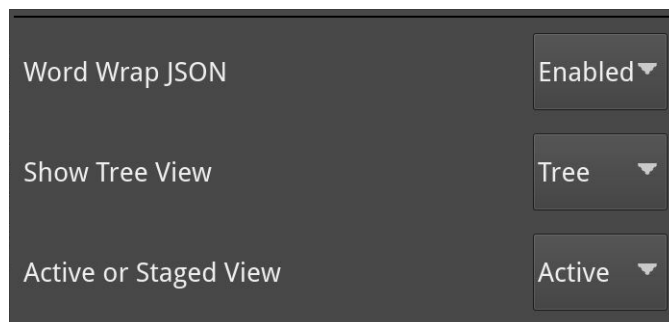 Word Wrap JSON Enabled
Show Tree View Tree
Active or Staged View Active